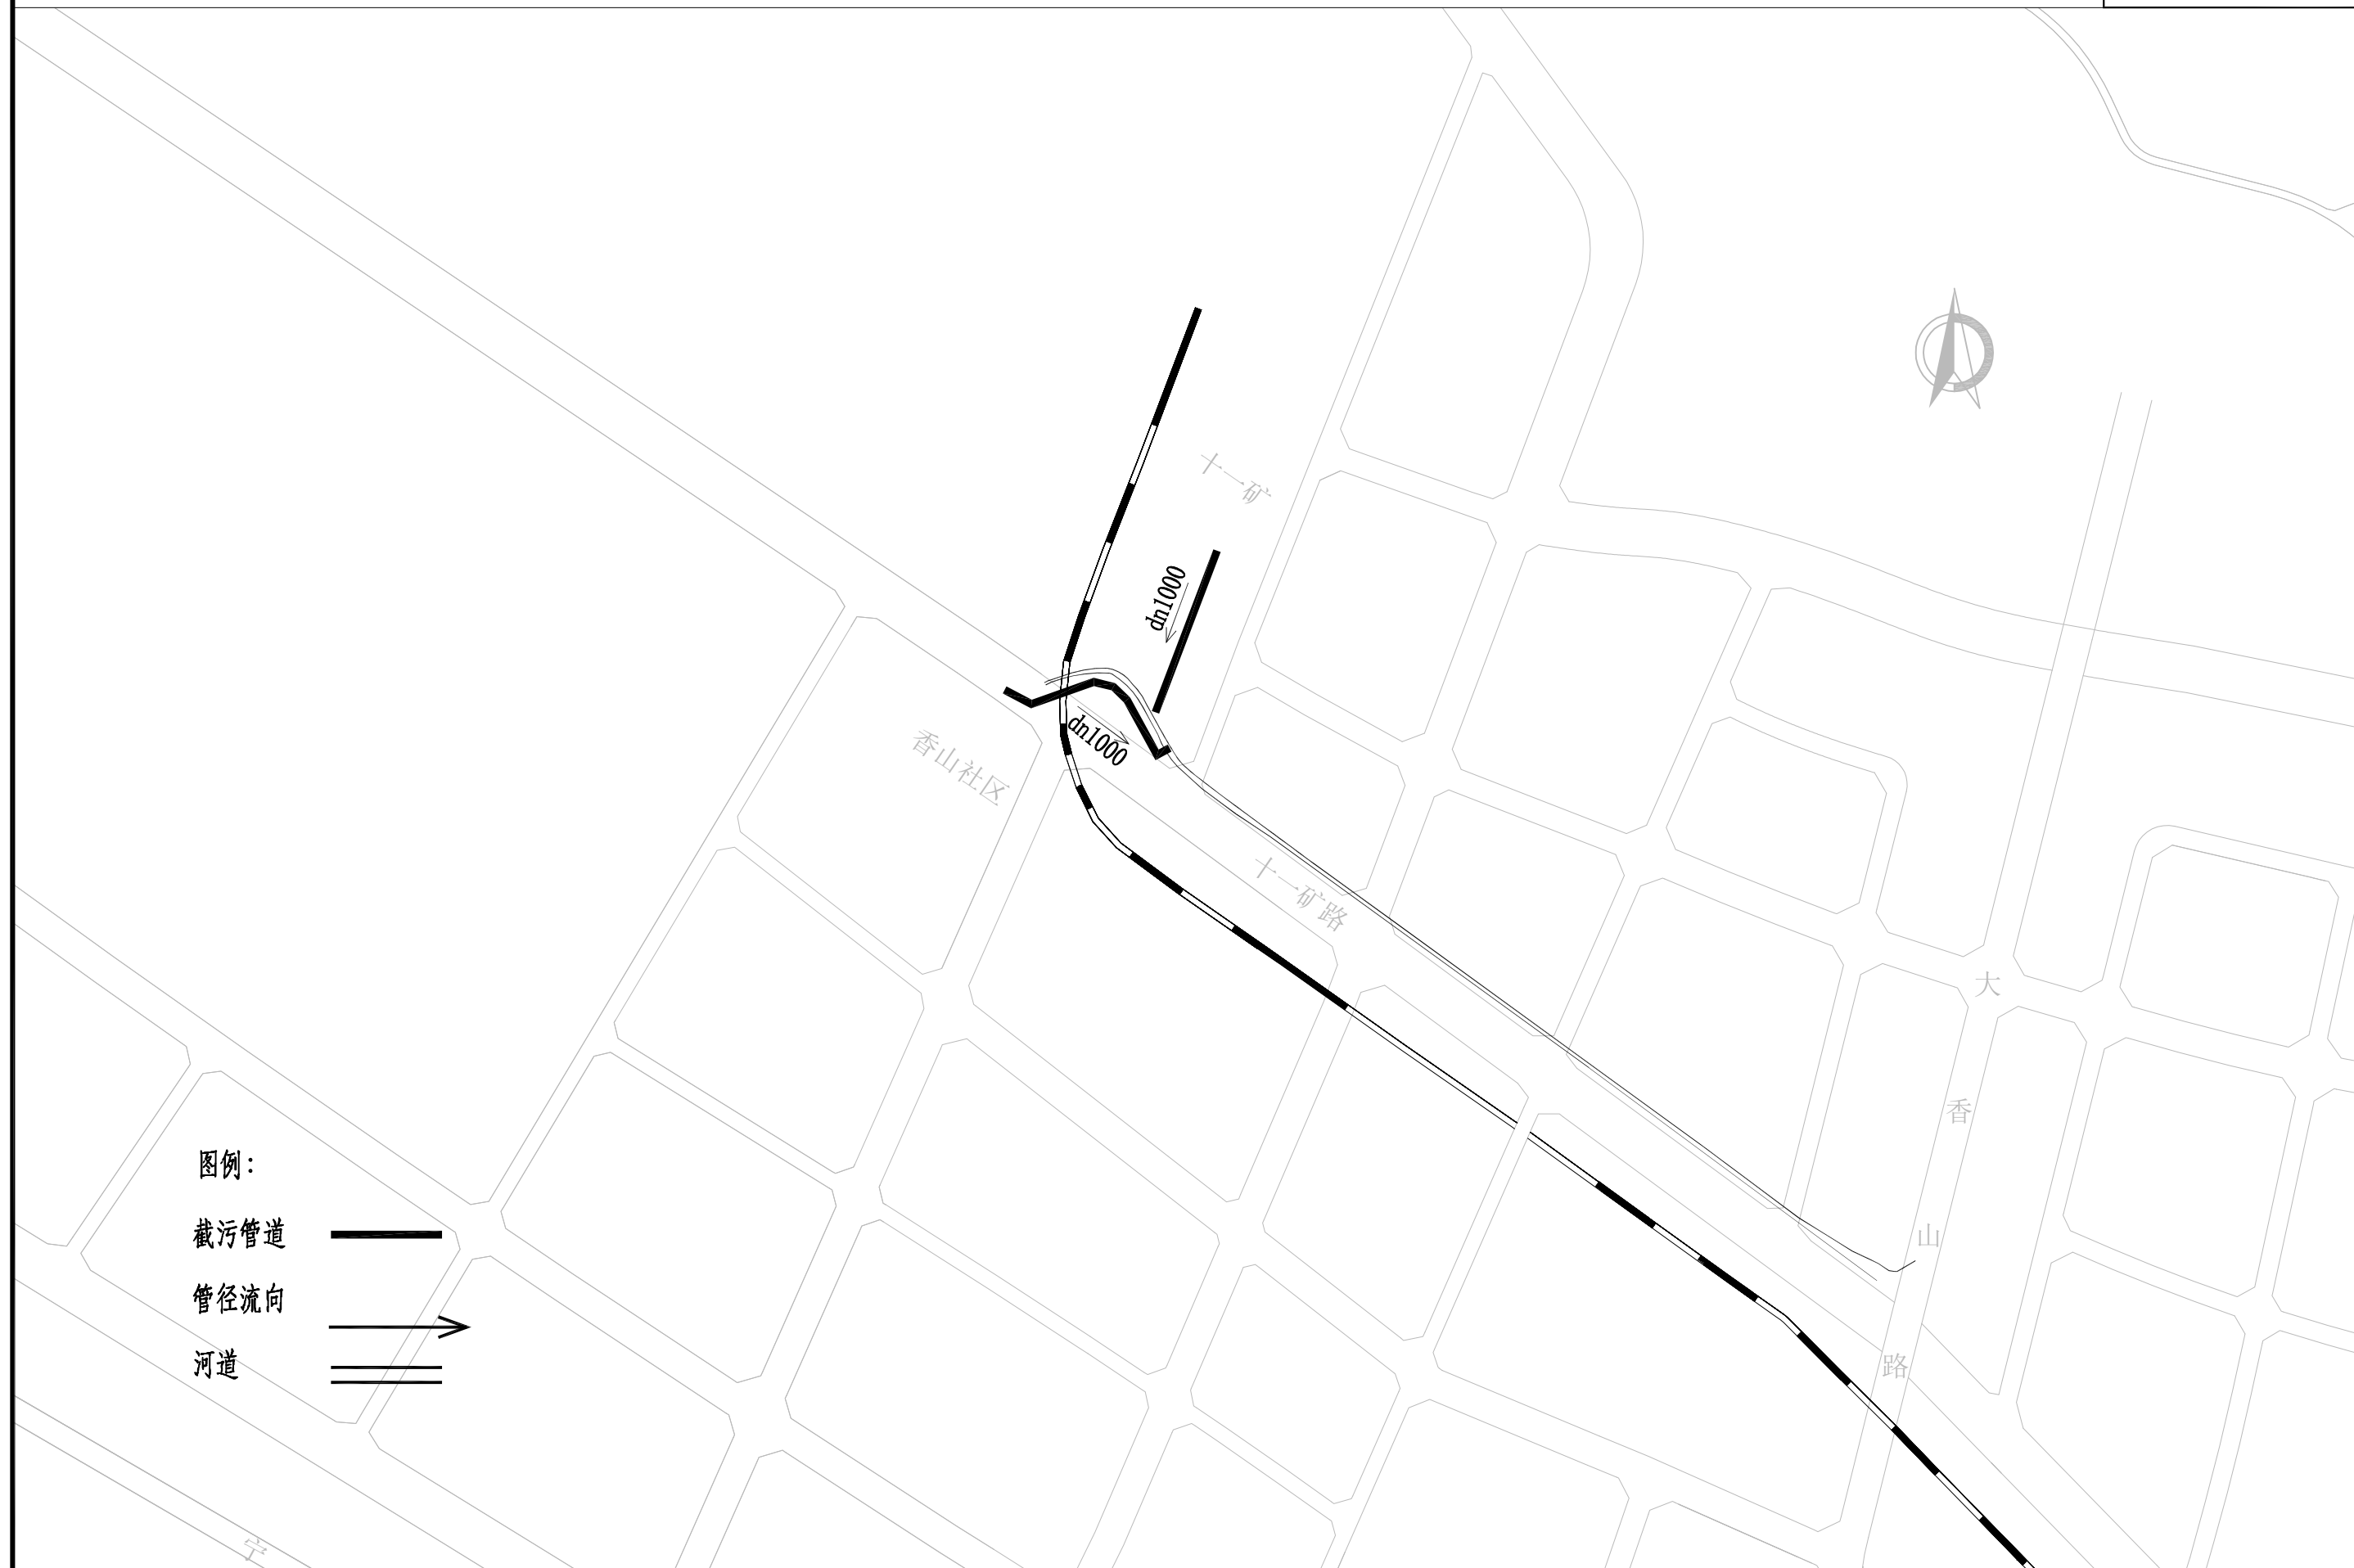 十一矿
dn1000
dn1000
香山社区
十一矿路
大
香
山
路
图例：
截污管道
管径流向
河道